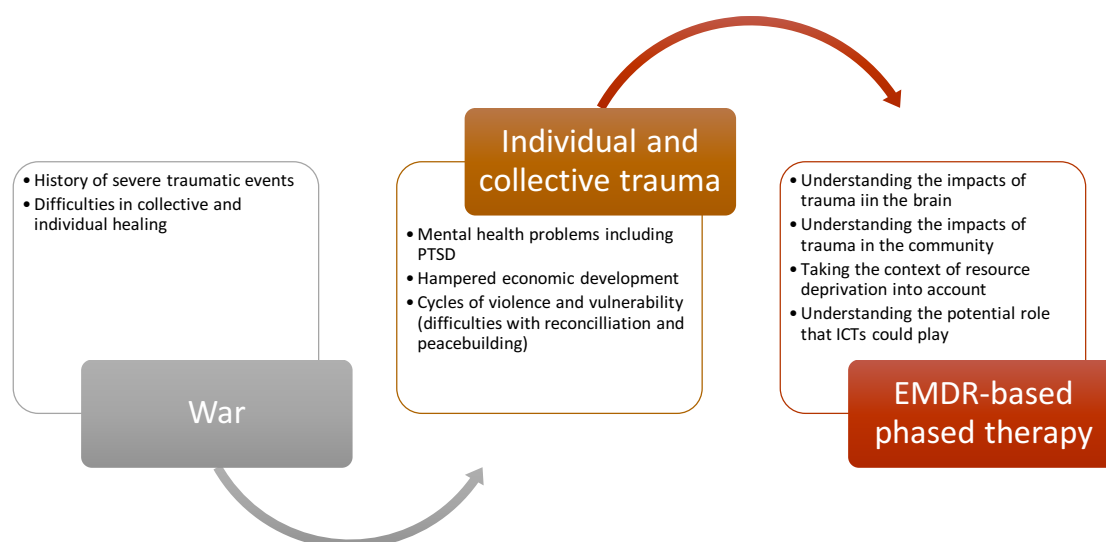 • History of severe traumatic events
• Difficulties in collective and
individual healing
War
Individual and
collective trauma
• Mental health problems including
PTSD
• Hampered economic development
• Cycles of violence and vulnerability
(difficulties with reconcilliation and
peacebuilding)
• Understanding the impacts of
trauma iin the brain
• Understanding the impacts of
trauma in the community
• Taking the context of resource
deprivation into account
• Understanding the potential role
that ICTs could play
EMDR-based
phased therapy